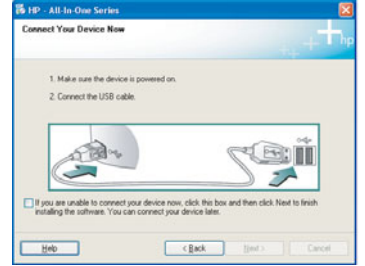 HP - All-In-One Series
Connect Your Device Now
hp
1. Make sure the device is powered on.
2. Connect the USB cable.
If you are unable to connect your device now, click this box and then click Next to finish
installing the software. You can connect your device later.
Help
< Back
Next >
Cancel